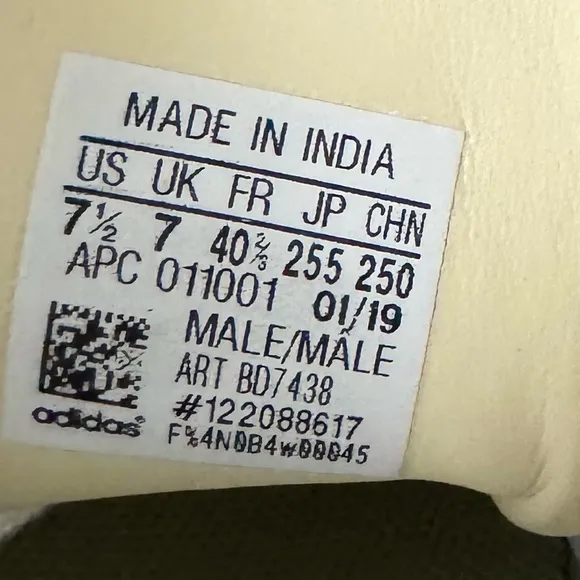 MADE IN INDIA
US UK FR JP CHN
7½ 7 40⅔ 255 250
APC 011001 01/19
MALE/MÂLE
ART BD7438
#122088617
adidas
F%4N0B4W00045